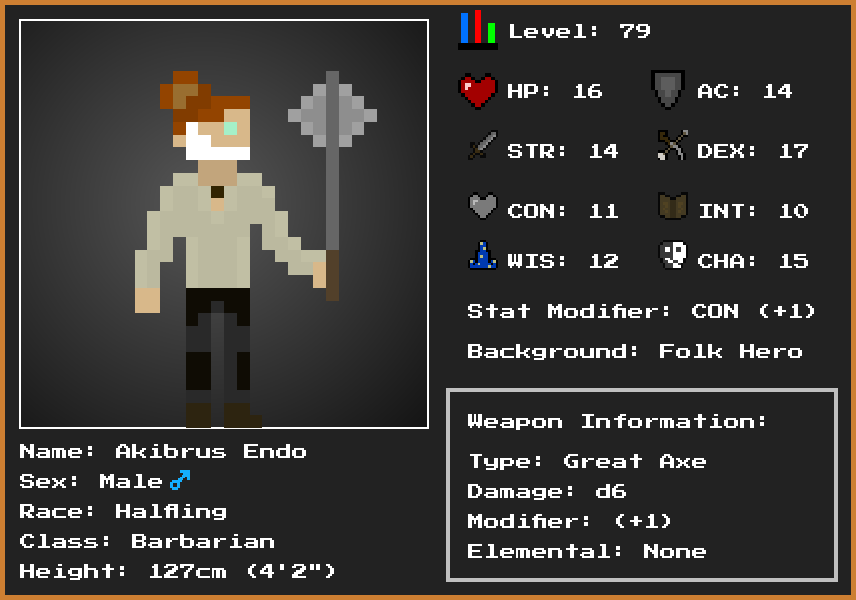 Level: 79
HP: 16
AC: 14
STR: 14
DEX: 17
CON: 11
INT: 10
WIS: 12
CHA: 15
Stat Modifier: CON (+1)
Background: Folk Hero
Name: Akibrus Endo
Sex: Male ♂
Race: Halfling
Class: Barbarian
Height: 127cm (4'2")
Weapon Information:
Type: Great Axe
Damage: d6
Modifier: (+1)
Elemental: None